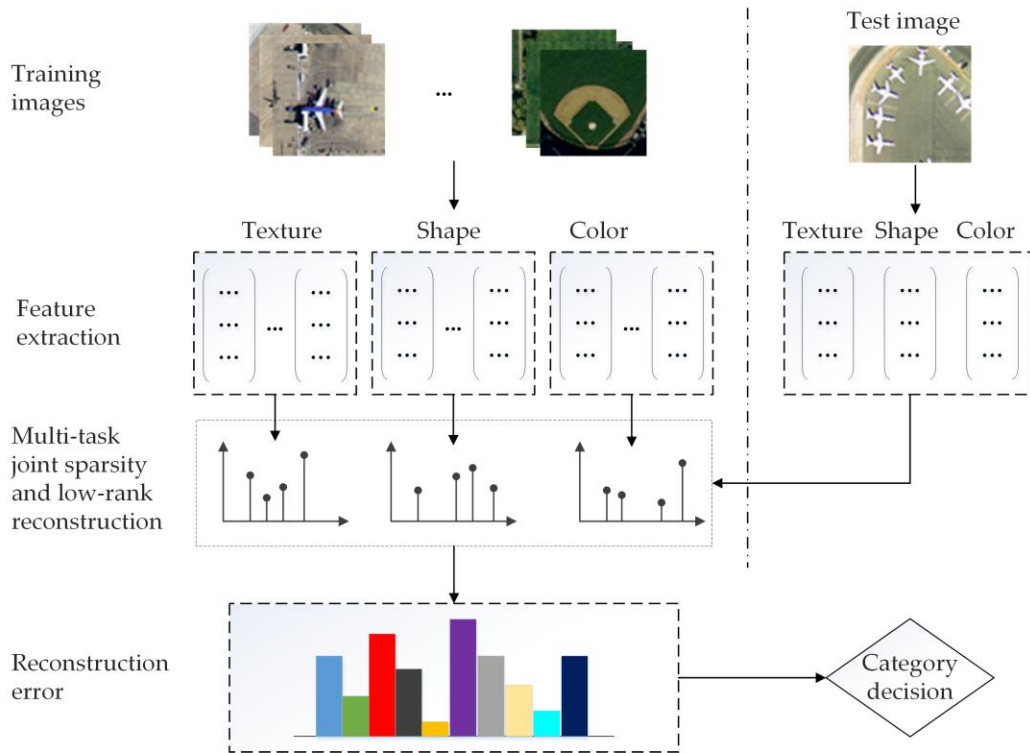 Test image
Training
images
...
Texture Shape Color
Texture Shape Color
Feature
extraction
... ... ...
... ... ...
... ... ...
... ... ...
... ... ... ... ... ... ... ... ...
... ... ...
... ... ...
... ... ...
Multi-task
joint sparsity
and low-rank
reconstruction
Reconstruction
error
Category
decision